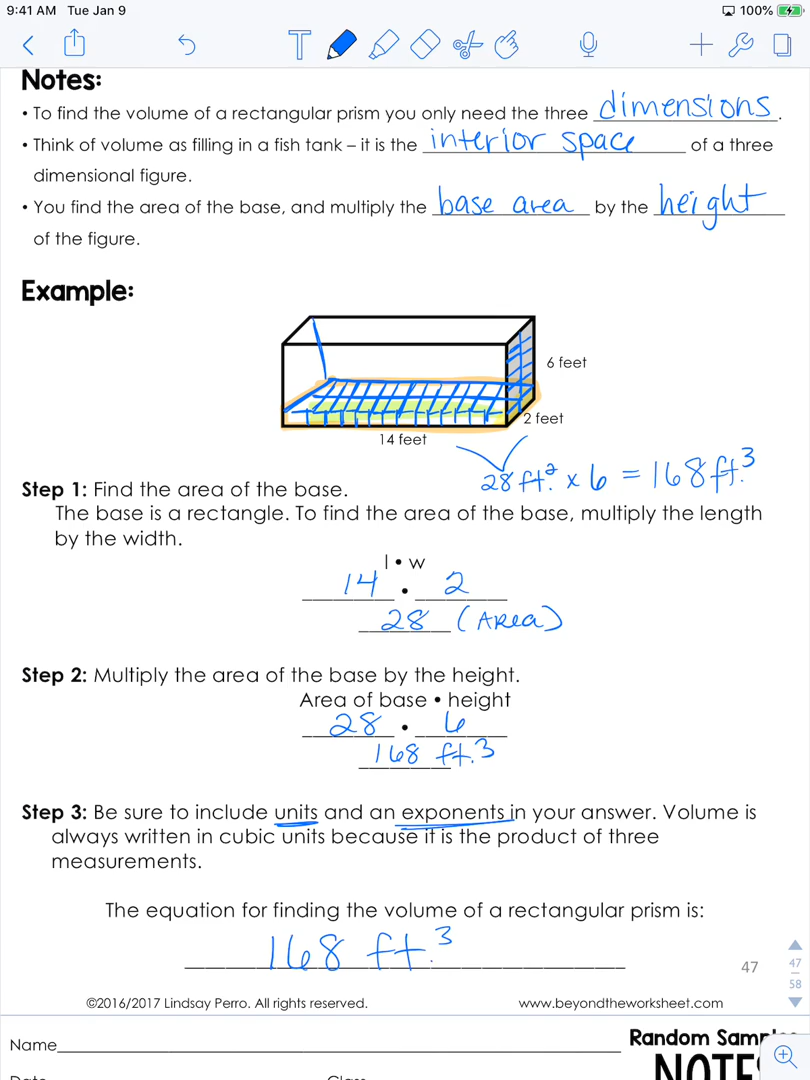 9:41 AM Tue Jan 9 100%
T
Notes:
• To find the volume of a rectangular prism you only need the three dimensions.
• Think of volume as filling in a fish tank – it is the interior space of a three
dimensional figure.
• You find the area of the base, and multiply the base area by the height
of the figure.
Example:
6 feet
2 feet
14 feet
28 ft.² x 6 = 168 ft.³
Step 1: Find the area of the base.
The base is a rectangle. To find the area of the base, multiply the length
by the width.
l • w
14 • 2
28 (AREA)
Step 2: Multiply the area of the base by the height.
Area of base • height
28 • 6
168 ft.³
Step 3: Be sure to include units and an exponents in your answer. Volume is
always written in cubic units because it is the product of three
measurements.
The equation for finding the volume of a rectangular prism is:
168 ft.³
47
47
58
©2016/2017 Lindsay Perro. All rights reserved. www.beyondtheworksheet.com
Name
Random Sam
NOTES